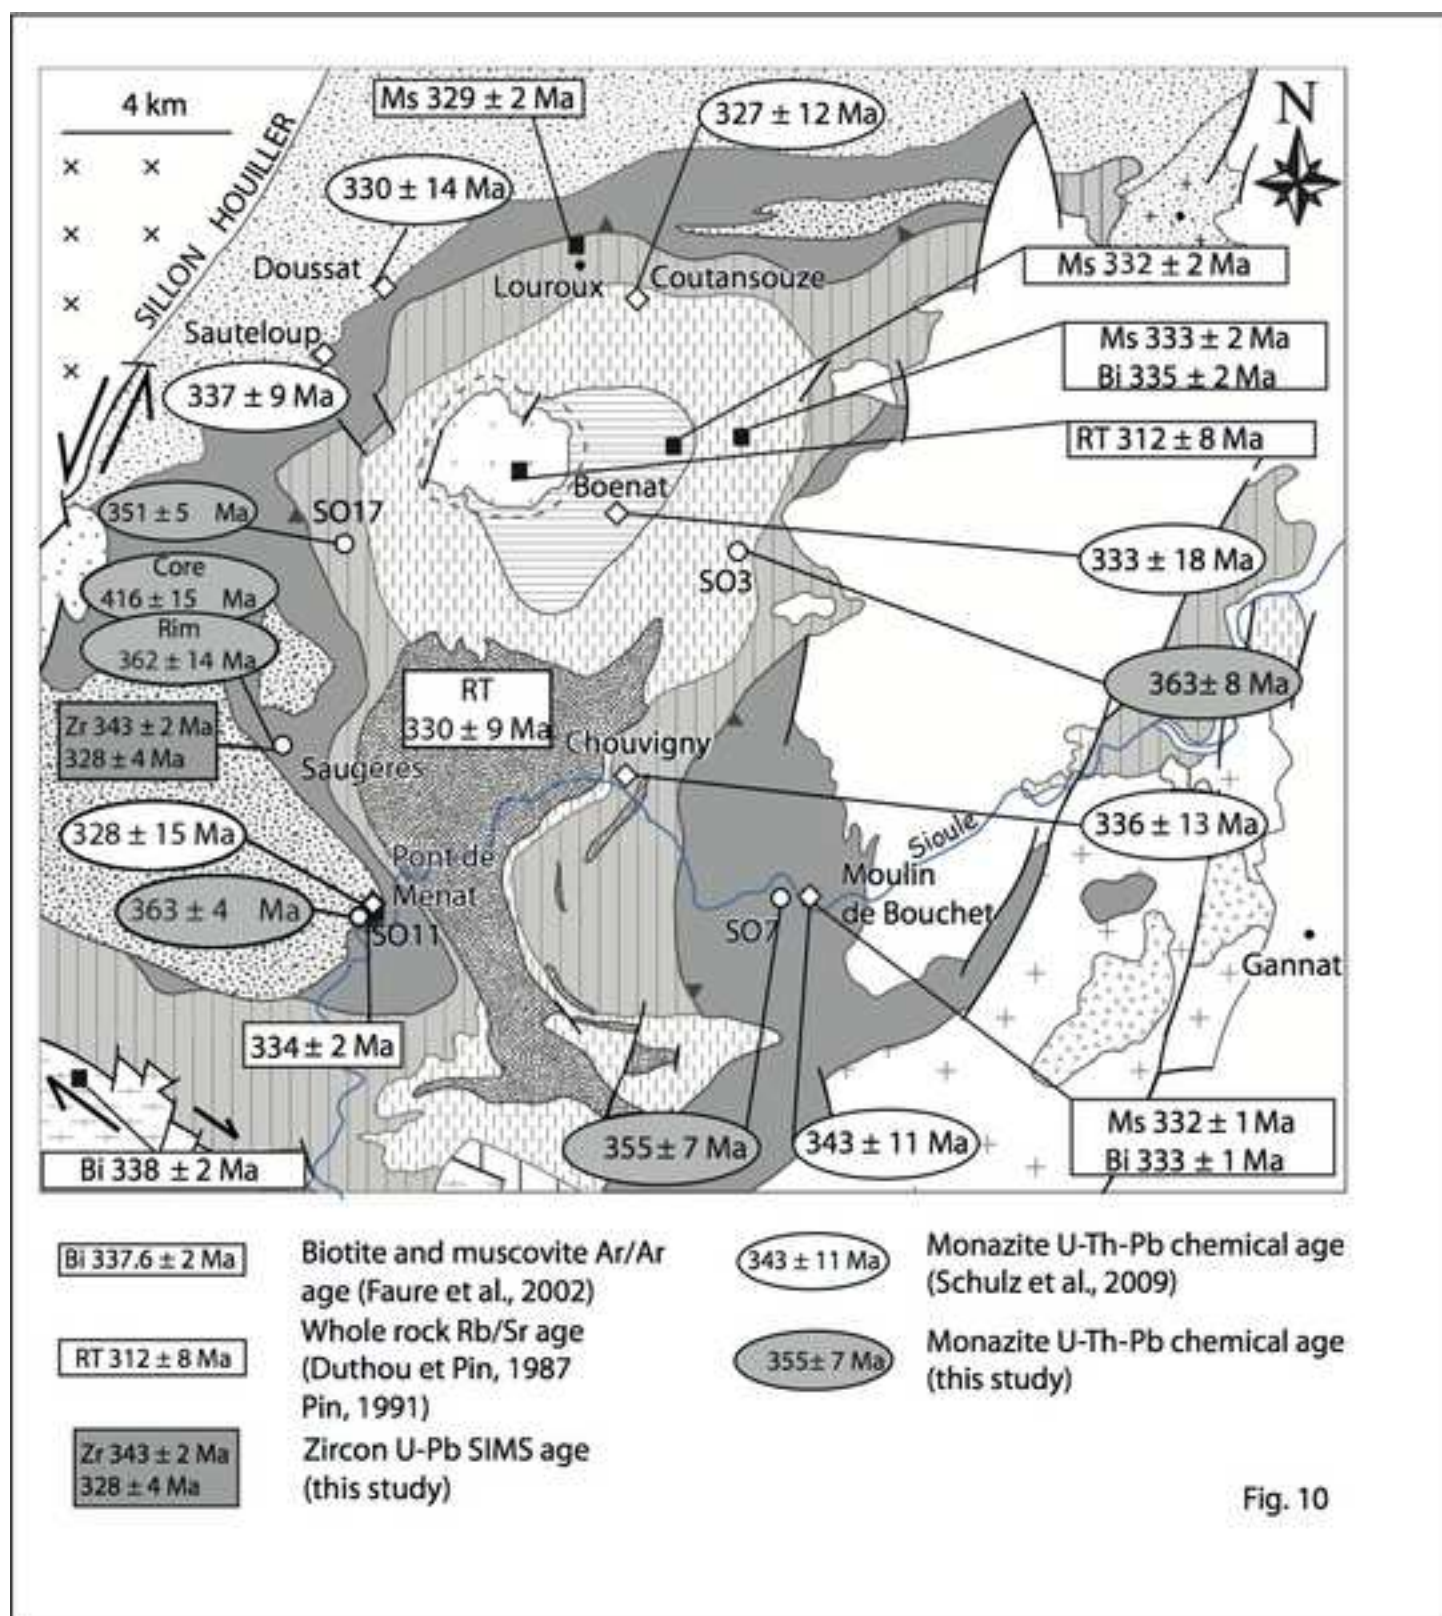 4 km
SILLON HOUILLER
Ms 329 ± 2 Ma
327 ± 12 Ma
N
330 ± 14 Ma
Doussat
Louroux
Coutansouze
Ms 332 ± 2 Ma
Sauteloup
337 ± 9 Ma
Ms 333 ± 2 Ma
Bi 335 ± 2 Ma
RT 312 ± 8 Ma
Boenat
351 ± 5 Ma
SO17
333 ± 18 Ma
Core
416 ± 15 Ma
SO3
Rim
362 ± 14 Ma
363± 8 Ma
RT
330 ± 9 Ma
Zr 343 ± 2 Ma
328 ± 4 Ma
Saugères
Chouvigny
328 ± 15 Ma
336 ± 13 Ma
Sioule
Pont de
Menat
Moulin
de Bouchet
363 ± 4 Ma
SO11
SO7
Gannat
334 ± 2 Ma
355± 7 Ma
343 ± 11 Ma
Ms 332 ± 1 Ma
Bi 333 ± 1 Ma
Bi 338 ± 2 Ma
Bi 337.6 ± 2 Ma
Biotite and muscovite Ar/Ar
age (Faure et al., 2002)
RT 312 ± 8 Ma
Whole rock Rb/Sr age
(Duthou et Pin, 1987
Pin, 1991)
Zr 343 ± 2 Ma
328 ± 4 Ma
Zircon U-Pb SIMS age
(this study)
343 ± 11 Ma
Monazite U-Th-Pb chemical age
(Schulz et al., 2009)
355± 7 Ma
Monazite U-Th-Pb chemical age
(this study)
Fig. 10